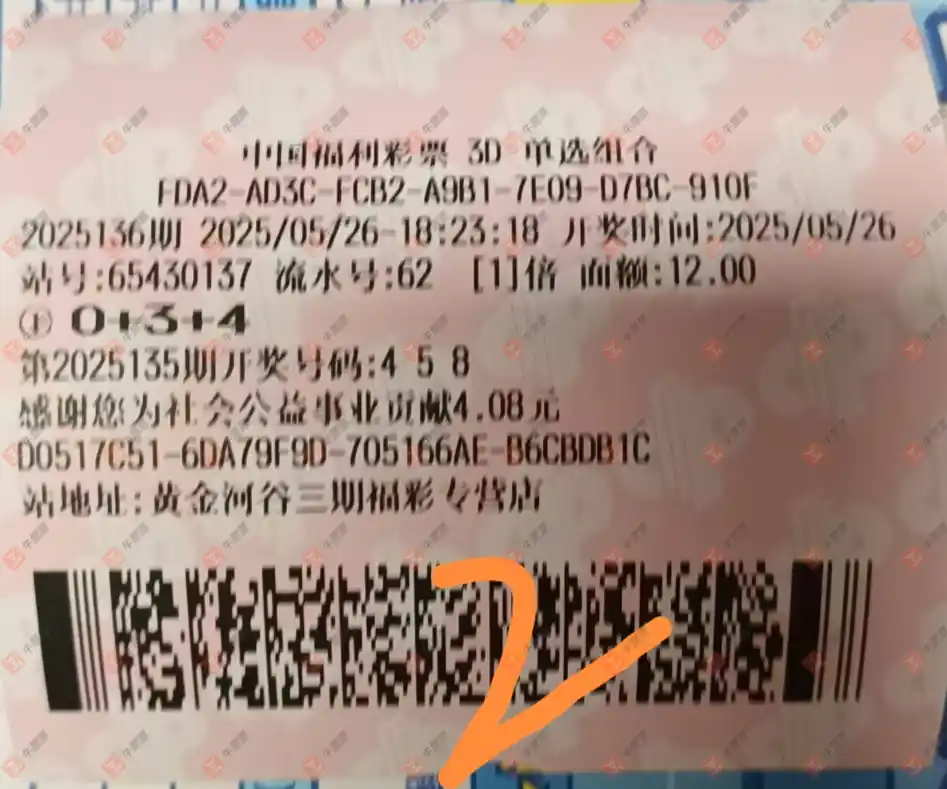 中国福利彩票 3D 单选组合
FDA2-AD3C-FCB2-A9B1-7E09-D7BC-910F
2025136期 2025/05/26-18:23:18 开奖时间:2025/05/26
站号:65430137 流水号:62 [1]倍 面额:12.00
① 0+3+4
第2025135期开奖号码:4 5 8
感谢您为社会公益事业贡献4.08元
D0517C51-6DA79F9D-705166AE-B6CBDB1C
站地址:黄金河谷三期福彩专营店
2